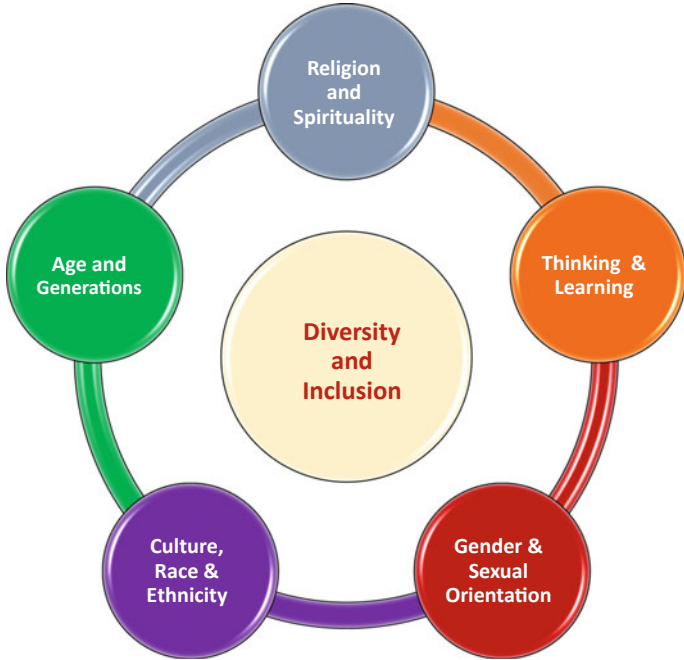 Religion
and
Spirituality
Thinking &
Learning
Gender &
Sexual
Orientation
Culture,
Race &
Ethnicity
Age and
Generations
Diversity
and
Inclusion